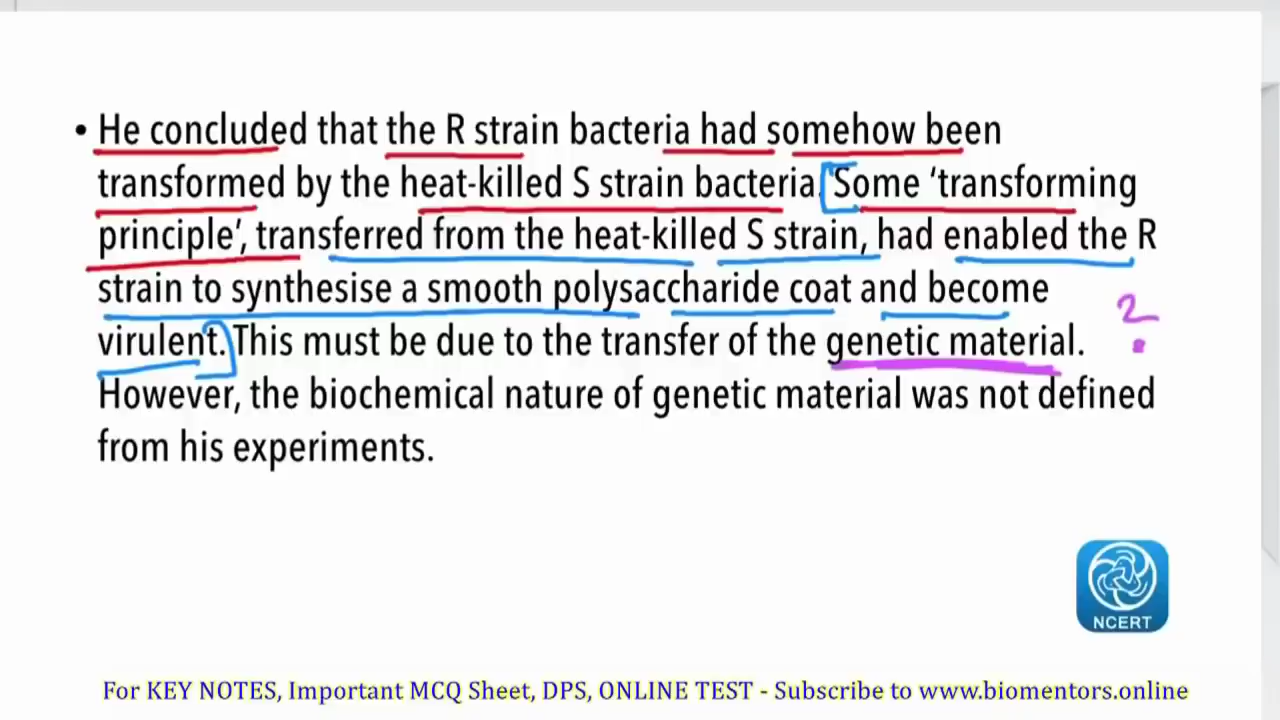 • He concluded that the R strain bacteria had somehow been
transformed by the heat-killed S strain bacteria. Some ‘transforming
principle’, transferred from the heat-killed S strain, had enabled the R
strain to synthesise a smooth polysaccharide coat and become
virulent. This must be due to the transfer of the genetic material.
?
However, the biochemical nature of genetic material was not defined
from his experiments.
NCERT
For KEY NOTES, Important MCQ Sheet, DPS, ONLINE TEST - Subscribe to www.biomentors.online